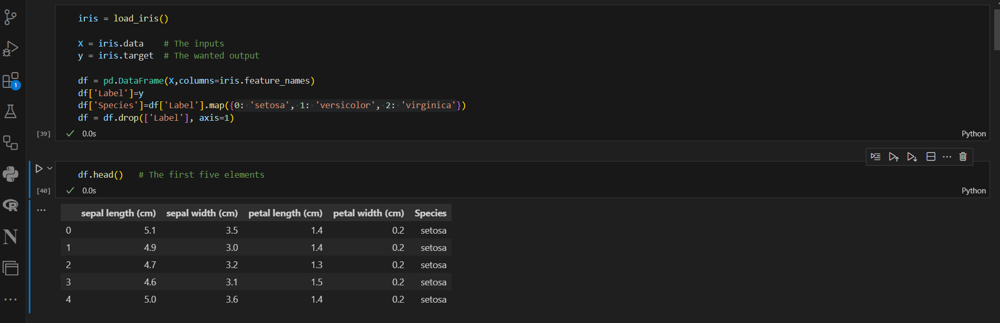 iris = load_iris()
X = iris.data    # The inputs
y = iris.target  # The wanted output
df = pd.DataFrame(X,columns=iris.feature_names)
df['Label']=y
df['Species']=df['Label'].map({0: 'setosa', 1: 'versicolor', 2: 'virginica'})
df = df.drop(['Label'], axis=1)
[39] 0.0s Python
1
df.head()   # The first five elements
[40] 0.0s Python
sepal length (cm) sepal width (cm) petal length (cm) petal width (cm) Species
0 5.1 3.5 1.4 0.2 setosa
1 4.9 3.0 1.4 0.2 setosa
2 4.7 3.2 1.3 0.2 setosa
3 4.6 3.1 1.5 0.2 setosa
4 5.0 3.6 1.4 0.2 setosa
R
N